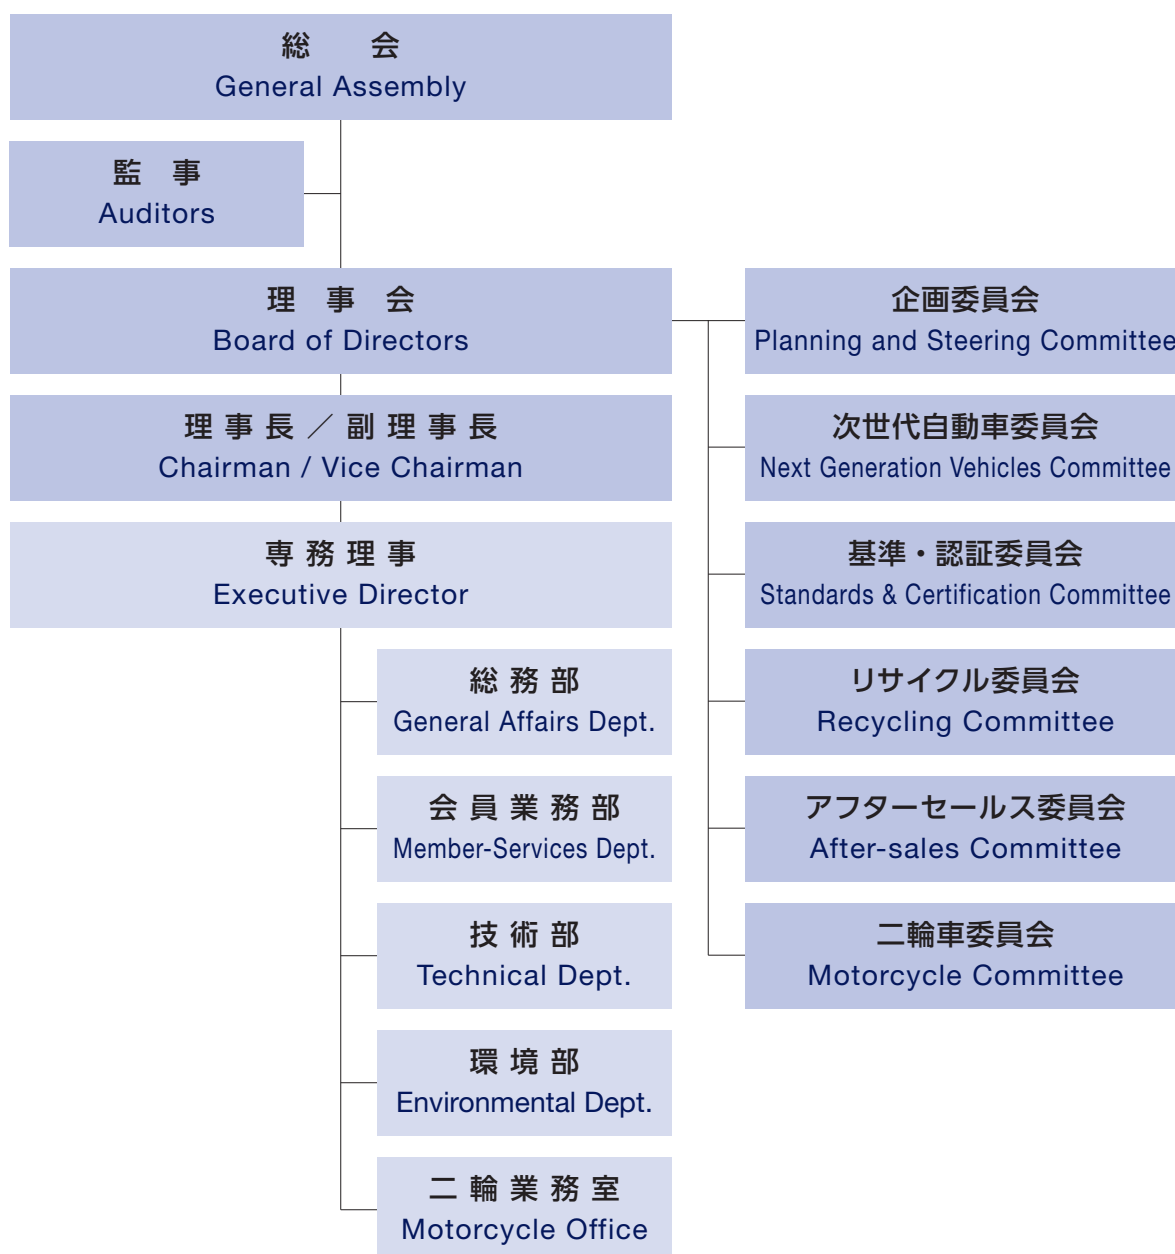 総　会
General Assembly
監　事
Auditors
理　事　会
Board of Directors
理 事 長 ／ 副 理 事 長
Chairman / Vice Chairman
専 務 理 事
Executive Director
総 務 部
General Affairs Dept.
会 員 業 務 部
Member-Services Dept.
技 術 部
Technical Dept.
環 境 部
Environmental Dept.
二 輪 業 務 室
Motorcycle Office
企画委員会
Planning and Steering Committee
次世代自動車委員会
Next Generation Vehicles Committee
基準・認証委員会
Standards & Certification Committee
リサイクル委員会
Recycling Committee
アフターセールス委員会
After-sales Committee
二輪車委員会
Motorcycle Committee